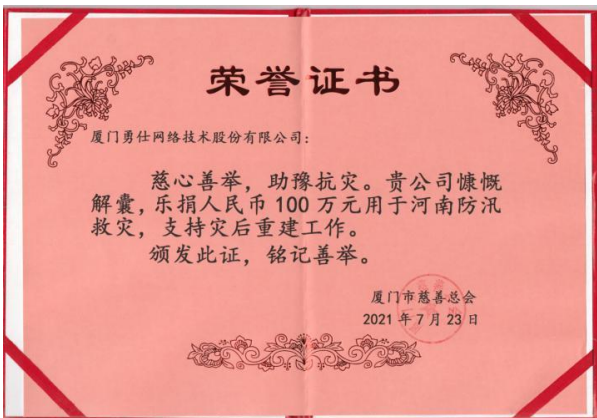 荣誉证书
厦门勇仕网络技术股份有限公司：
慈心善举，助豫抗灾。贵公司慷慨
解囊，乐捐人民币100万元用于河南防汛
救灾，支持灾后重建工作。
颁发此证，铭记善举。
厦门市慈善总会
2021年7月23日